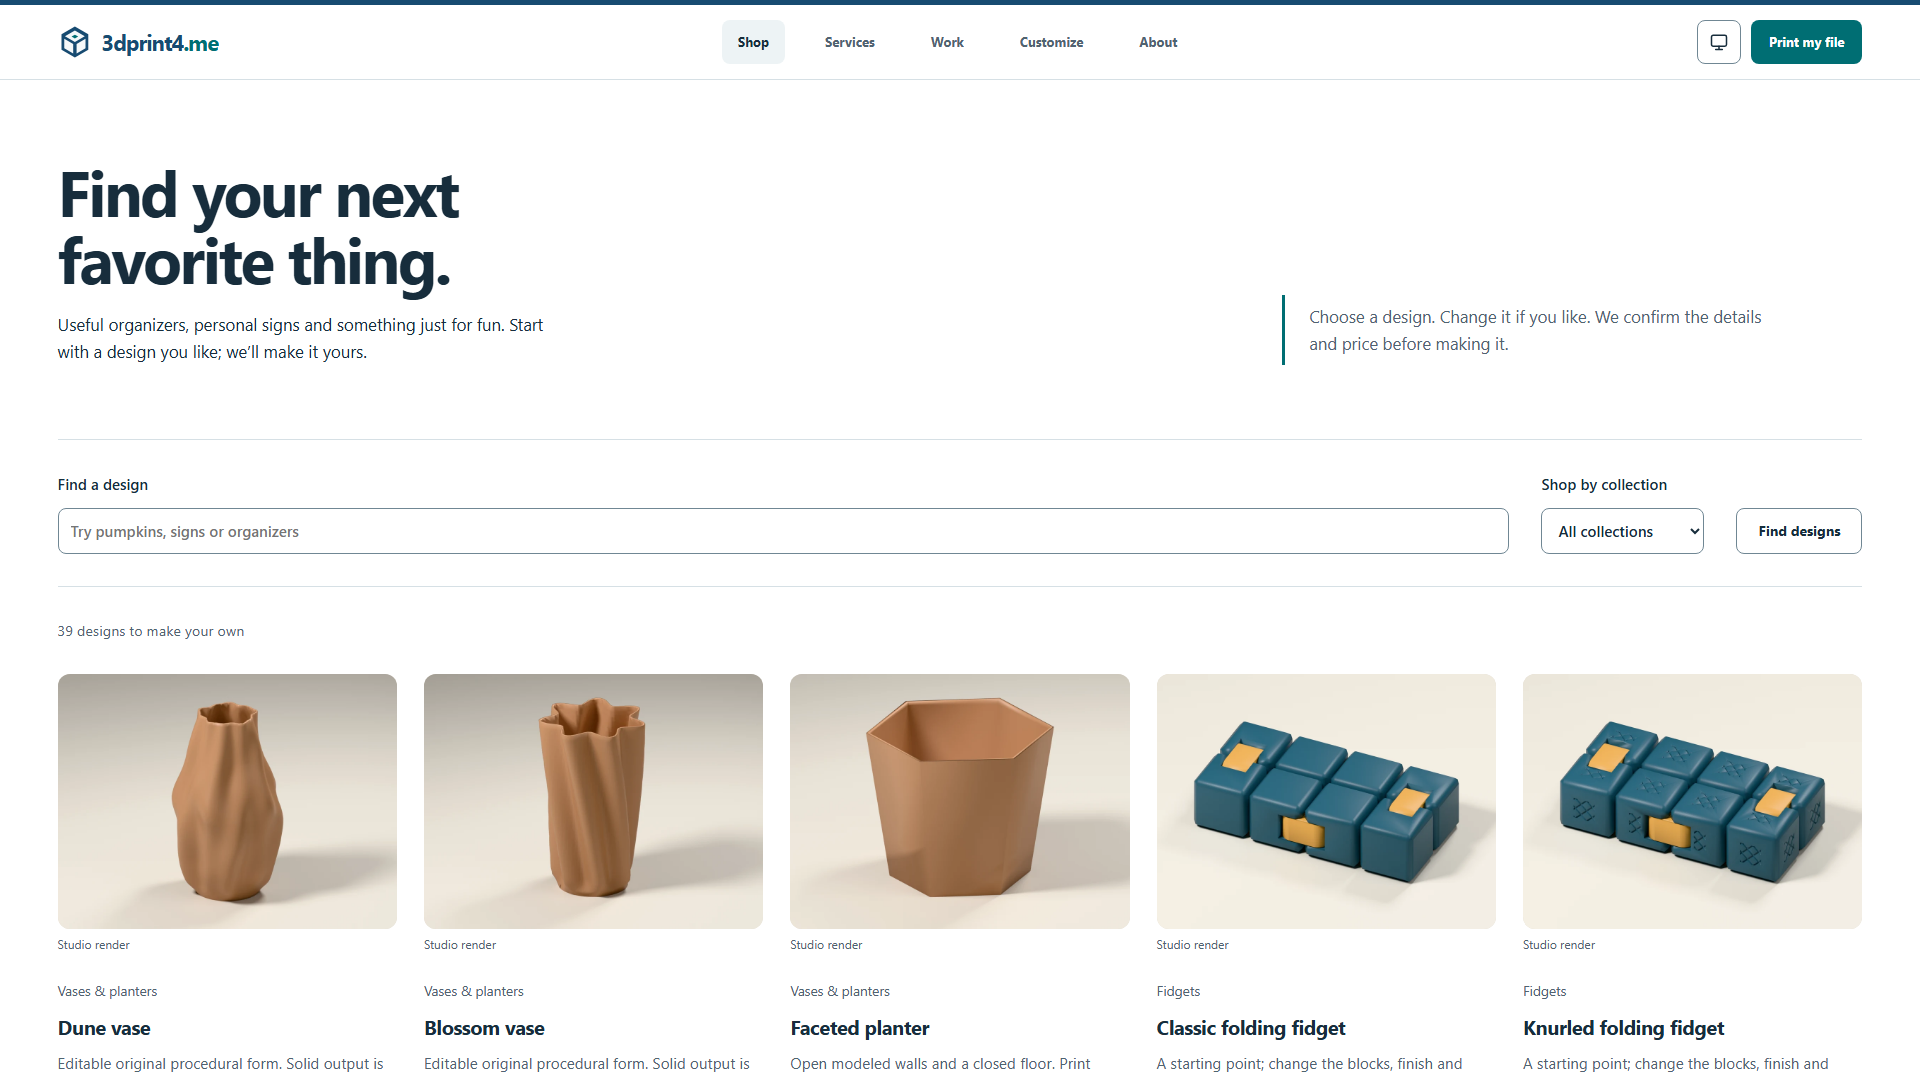 3dprint4.me
Shop
Services
Work
Customize
About
Print my file
Find your next
favorite thing.
Useful organizers, personal signs and something just for fun. Start
with a design you like; we’ll make it yours.
Choose a design. Change it if you like. We confirm the details
and price before making it.
Find a design
Try pumpkins, signs or organizers
Shop by collection
All collections
Find designs
39 designs to make your own
Studio render
Vases & planters
Dune vase
Editable original procedural form. Solid output is
Studio render
Vases & planters
Blossom vase
Editable original procedural form. Solid output is
Studio render
Vases & planters
Faceted planter
Open modeled walls and a closed floor. Print
Studio render
Fidgets
Classic folding fidget
A starting point; change the blocks, finish and
Studio render
Fidgets
Knurled folding fidget
A starting point; change the blocks, finish and